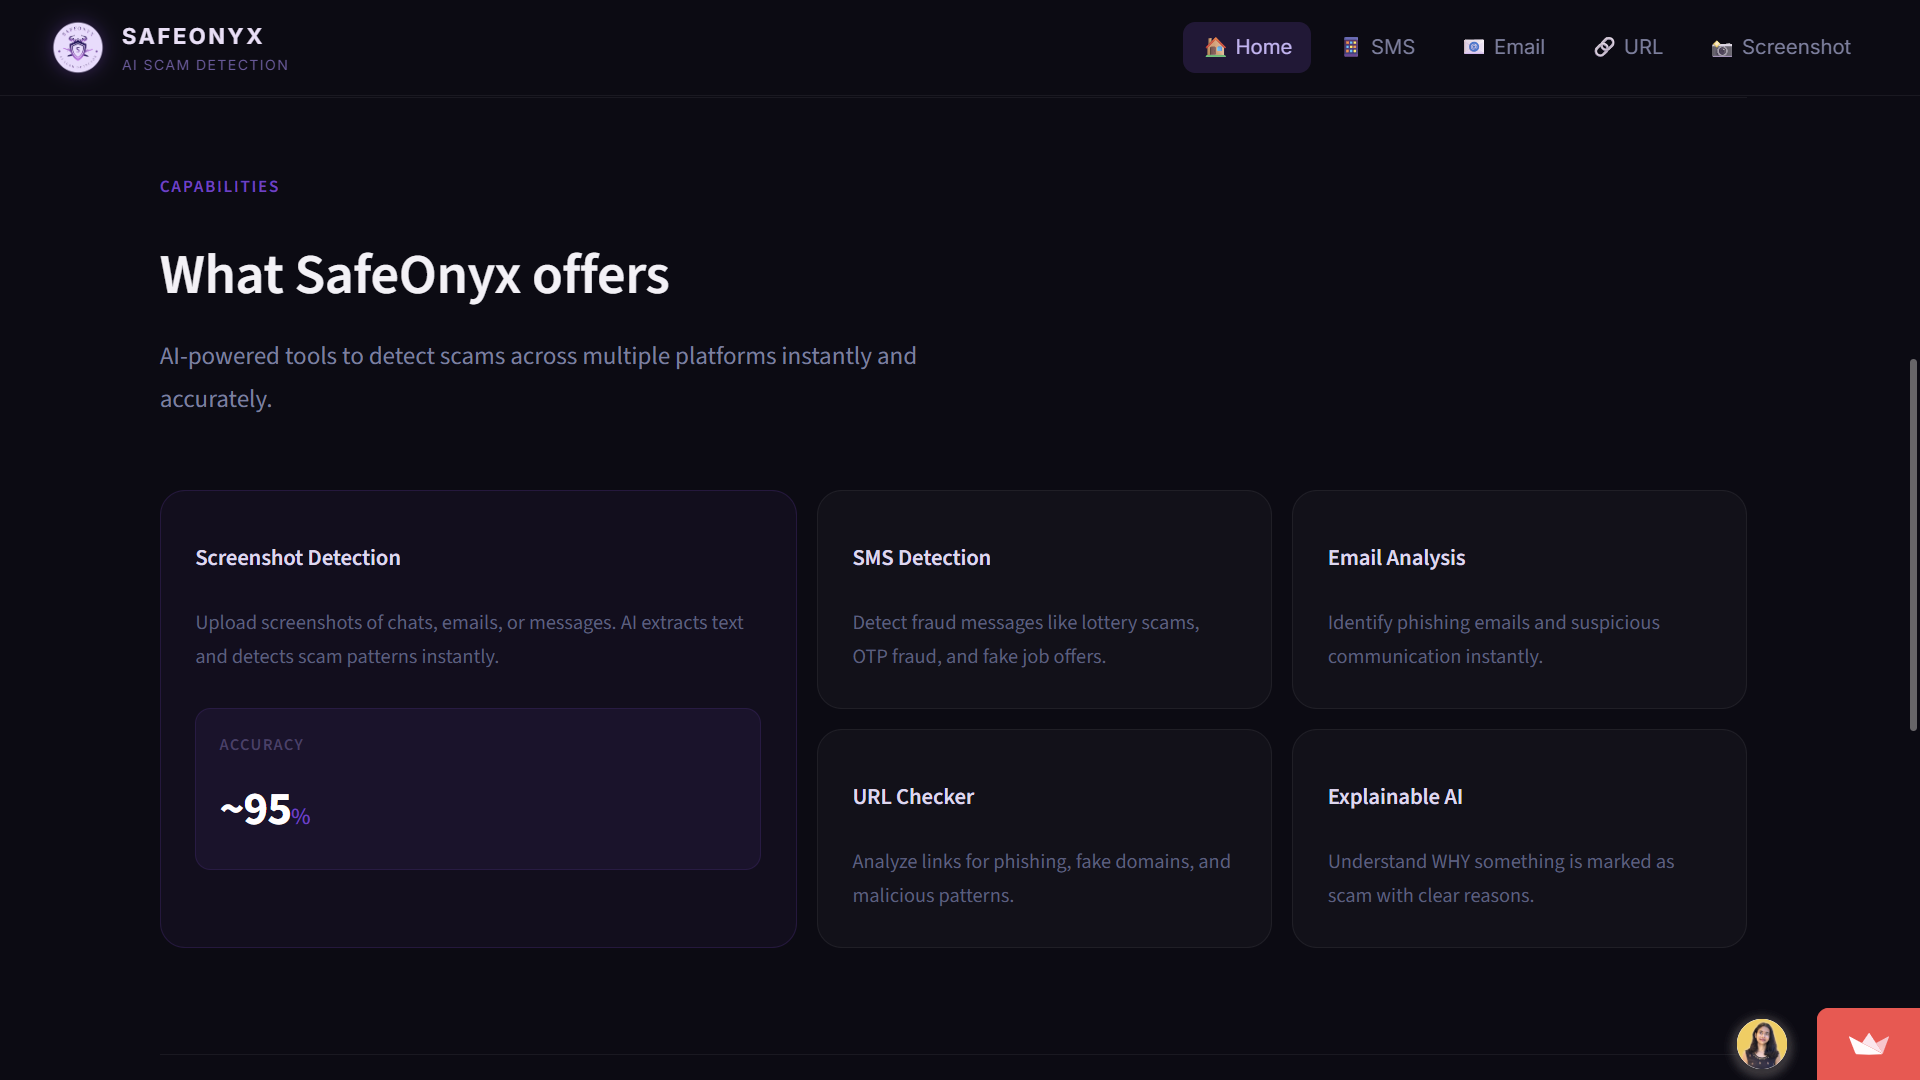 SAFEONYX
AI SCAM DETECTION
Home
SMS
Email
URL
Screenshot
CAPABILITIES
What SafeOnyx offers
AI-powered tools to detect scams across multiple platforms instantly and
accurately.
Screenshot Detection
Upload screenshots of chats, emails, or messages. AI extracts text
and detects scam patterns instantly.
ACCURACY
~95%
SMS Detection
Detect fraud messages like lottery scams,
OTP fraud, and fake job offers.
Email Analysis
Identify phishing emails and suspicious
communication instantly.
URL Checker
Analyze links for phishing, fake domains, and
malicious patterns.
Explainable AI
Understand WHY something is marked as
scam with clear reasons.